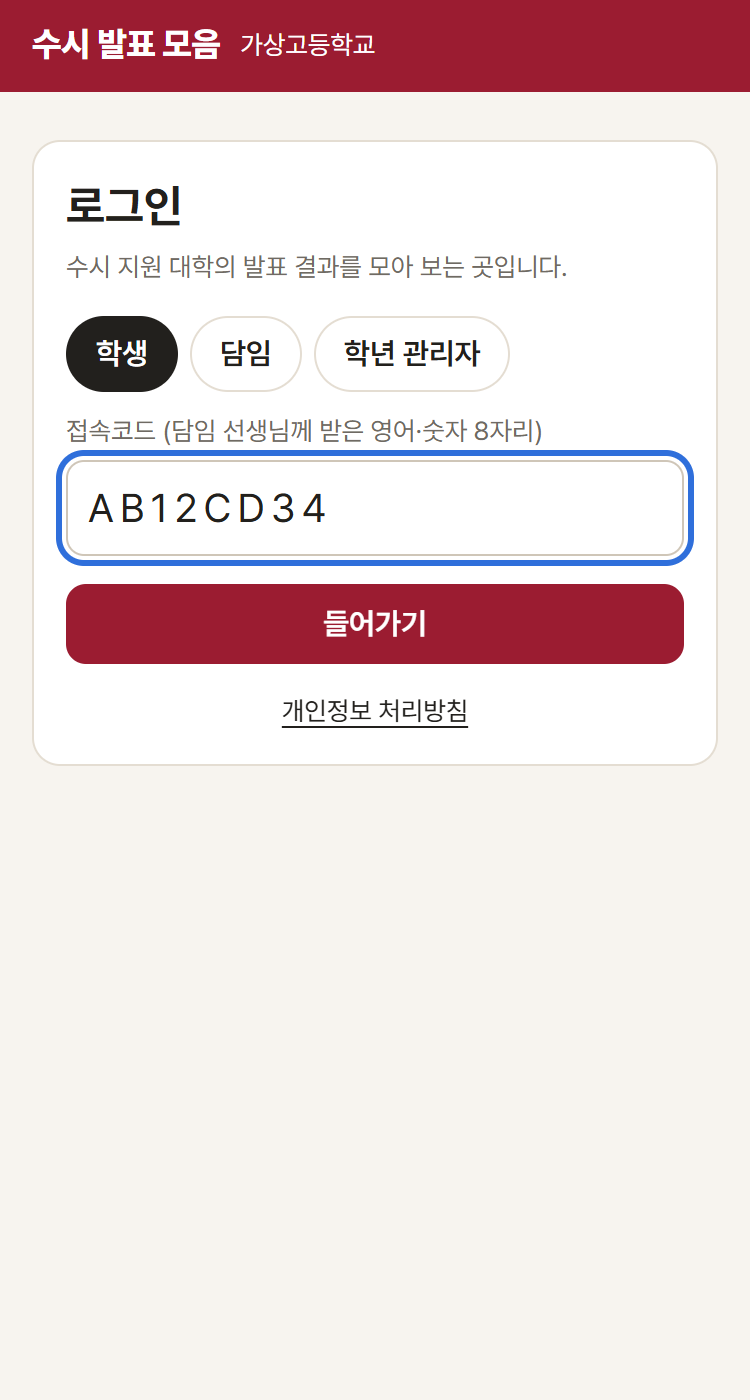 수시 발표 모음 가상고등학교
로그인
수시 지원 대학의 발표 결과를 모아 보는 곳입니다.
학생 담임 학년 관리자
접속코드 (담임 선생님께 받은 영어·숫자 8자리)
AB12CD34
들어가기
개인정보 처리방침